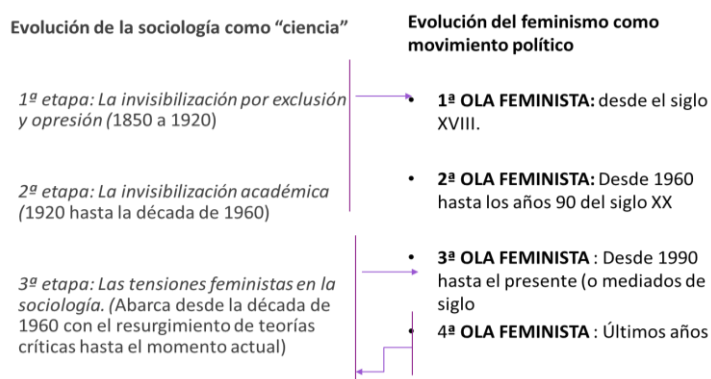 Evolución de la sociología como “ciencia”
1ª etapa: La invisibilización por exclusión
y opresión (1850 a 1920)
2ª etapa: La invisibilización académica
(1920 hasta la década de 1960)
3ª etapa: Las tensiones feministas en la
sociología. (Abarca desde la década de
1960 con el resurgimiento de teorías
críticas hasta el momento actual)
Evolución del feminismo como
movimiento político
• 1ª OLA FEMINISTA: desde el siglo
XVIII.
• 2ª OLA FEMINISTA: Desde 1960
hasta los años 90 del siglo XX
• 3ª OLA FEMINISTA : Desde 1990
hasta el presente (o mediados de
siglo
• 4ª OLA FEMINISTA : Últimos años